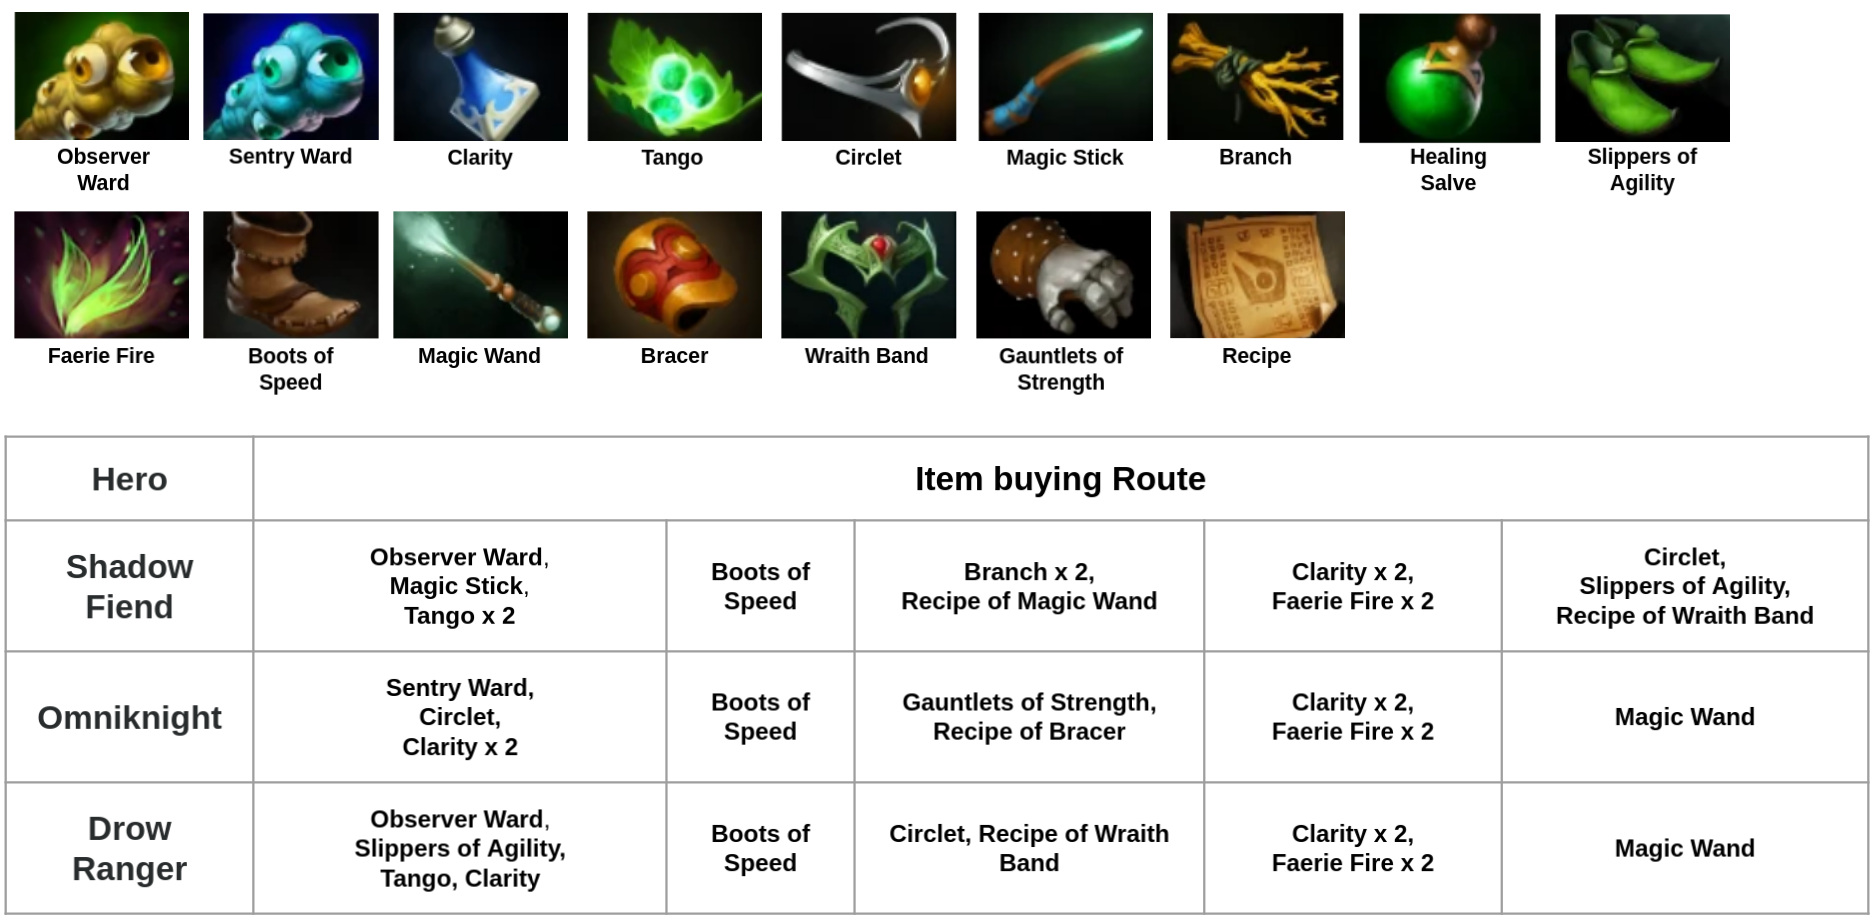 Observer
Ward
Sentry Ward
Clarity
Tango
Circlet
Magic Stick
Branch
Healing
Salve
Slippers of
Agility
Faerie Fire
Boots of
Speed
Magic Wand
Bracer
Wraith Band
Gauntlets of
Strength
Recipe
Hero
Item buying Route
Shadow
Fiend
Observer Ward,
Magic Stick,
Tango x 2
Boots of
Speed
Branch x 2,
Recipe of Magic Wand
Clarity x 2,
Faerie Fire x 2
Circlet,
Slippers of Agility,
Recipe of Wraith Band
Omniknight
Sentry Ward,
Circlet,
Clarity x 2
Boots of
Speed
Gauntlets of Strength,
Recipe of Bracer
Clarity x 2,
Faerie Fire x 2
Magic Wand
Drow
Ranger
Observer Ward,
Slippers of Agility,
Tango, Clarity
Boots of
Speed
Circlet, Recipe of Wraith
Band
Clarity x 2,
Faerie Fire x 2
Magic Wand